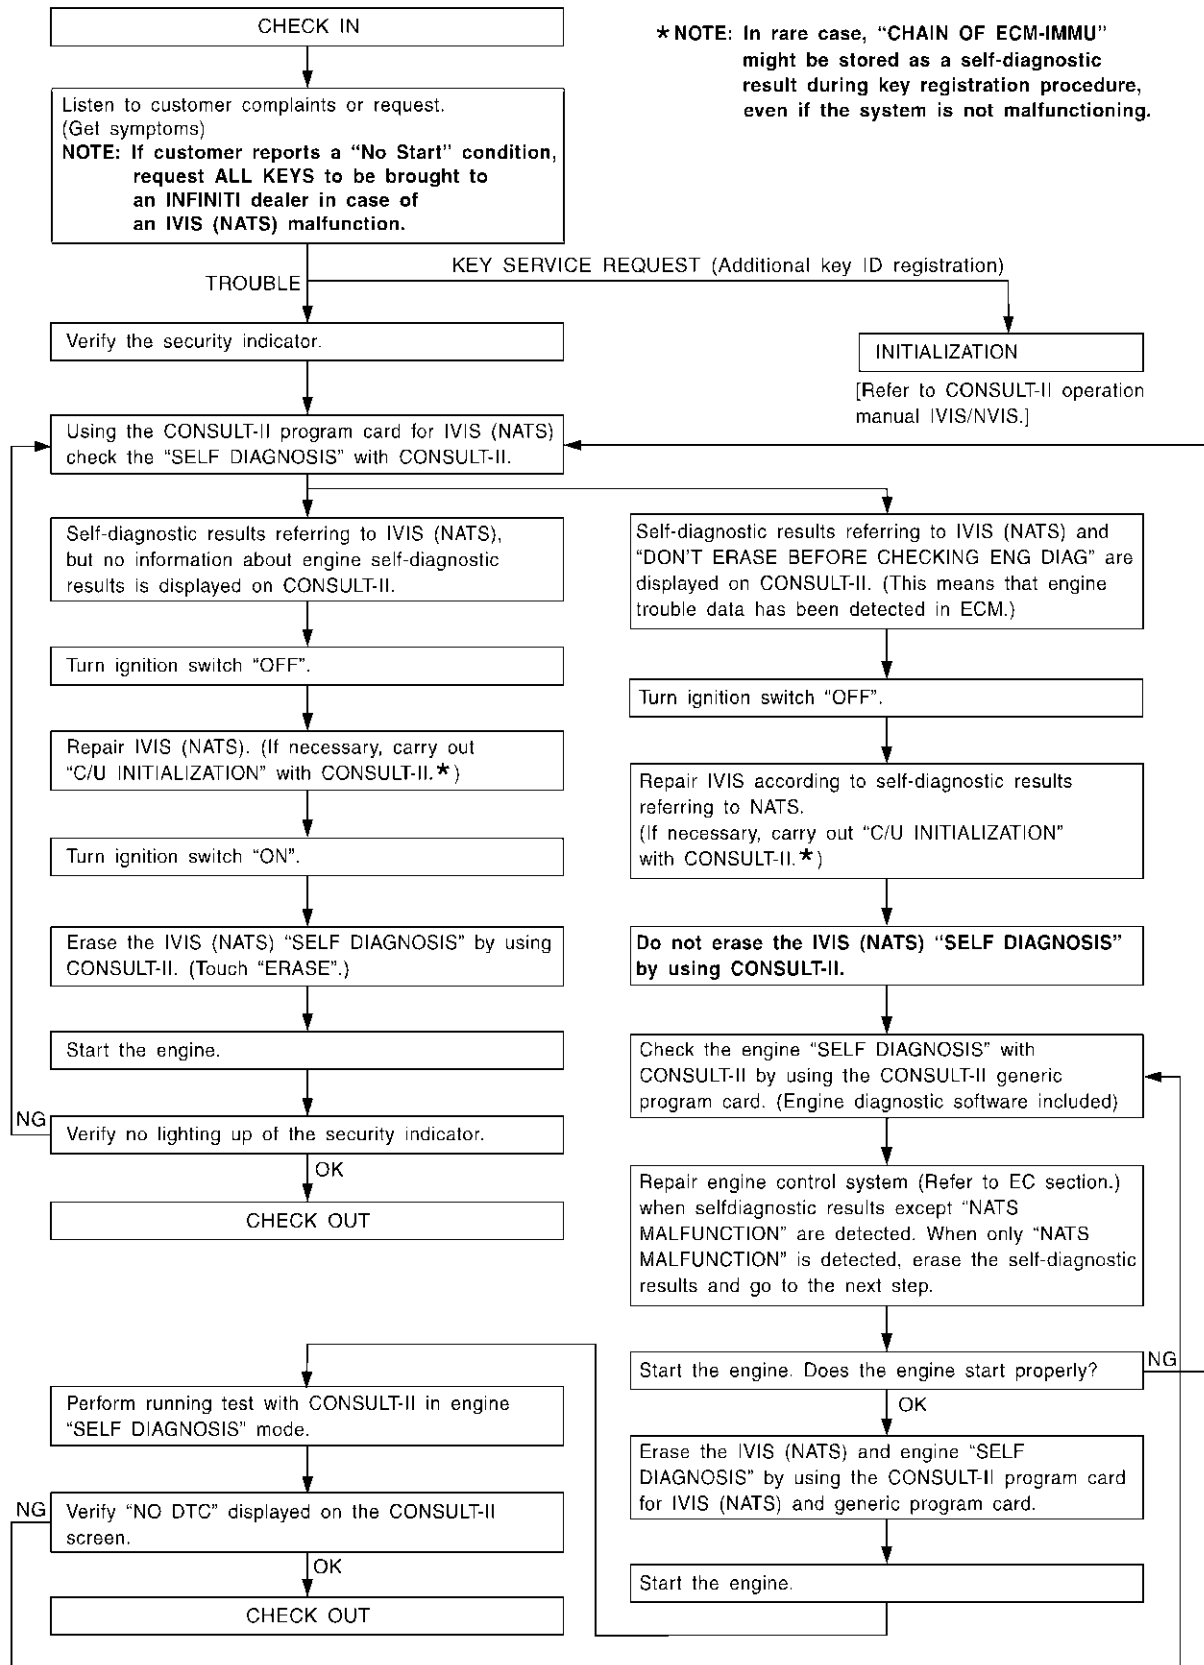 CHECK IN
★NOTE: In rare case, “CHAIN OF ECM-IMMU”
might be stored as a self-diagnostic
result during key registration procedure,
even if the system is not malfunctioning.
Listen to customer complaints or request.
(Get symptoms)
NOTE: If customer reports a “No Start” condition,
request ALL KEYS to be brought to
an INFINITI dealer in case of
an IVIS (NATS) malfunction.
KEY SERVICE REQUEST (Additional key ID registration)
TROUBLE
Verify the security indicator.
INITIALIZATION
[Refer to CONSULT-II operation
manual IVIS/NVIS.]
Using the CONSULT-II program card for IVIS (NATS)
check the “SELF DIAGNOSIS” with CONSULT-II.
Self-diagnostic results referring to IVIS (NATS),
but no information about engine self-diagnostic
results is displayed on CONSULT-II.
Turn ignition switch “OFF”.
Repair IVIS (NATS). (If necessary, carry out
“C/U INITIALIZATION” with CONSULT-II.★)
Turn ignition switch “ON”.
Erase the IVIS (NATS) “SELF DIAGNOSIS” by using
CONSULT-II. (Touch “ERASE”.)
Start the engine.
NG
Verify no lighting up of the security indicator.
OK
CHECK OUT
Self-diagnostic results referring to IVIS (NATS) and
“DON’T ERASE BEFORE CHECKING ENG DIAG” are
displayed on CONSULT-II. (This means that engine
trouble data has been detected in ECM.)
Turn ignition switch “OFF”.
Repair IVIS according to self-diagnostic results
referring to NATS.
(If necessary, carry out “C/U INITIALIZATION”
with CONSULT-II.★)
Do not erase the IVIS (NATS) “SELF DIAGNOSIS”
by using CONSULT-II.
Check the engine “SELF DIAGNOSIS” with
CONSULT-II by using the CONSULT-II generic
program card. (Engine diagnostic software included)
Repair engine control system (Refer to EC section.)
when selfdiagnostic results except “NATS
MALFUNCTION” are detected. When only “NATS
MALFUNCTION” is detected, erase the self-diagnostic
results and go to the next step.
Start the engine. Does the engine start properly?
NG
OK
Erase the IVIS (NATS) and engine “SELF
DIAGNOSIS” by using the CONSULT-II program card
for IVIS (NATS) and generic program card.
Start the engine.
Perform running test with CONSULT-II in engine
“SELF DIAGNOSIS” mode.
NG
Verify “NO DTC” displayed on the CONSULT-II
screen.
OK
CHECK OUT